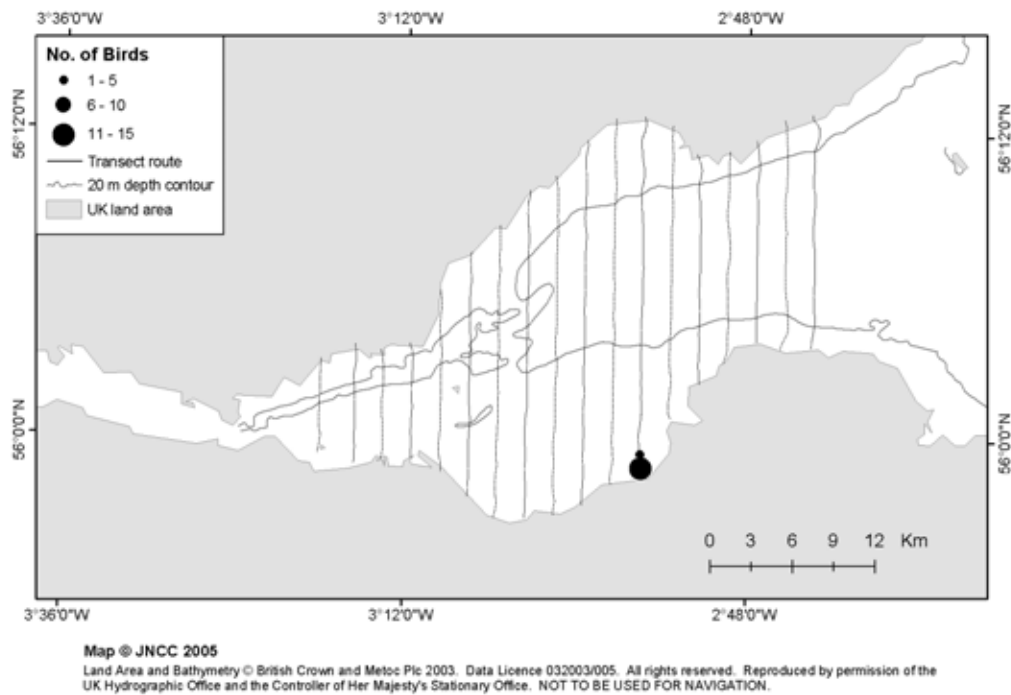 3°36'0"W 3°12'0"W 2°48'0"W
No. of Birds
1 - 5
6 - 10
11 - 15
Transect route
20 m depth contour
UK land area
56°12'0"N 56°12'0"N
56°0'0"N 56°0'0"N
0 3 6 9 12 Km
3°36'0"W 3°12'0"W 2°48'0"W
Map © JNCC 2005
Land Area and Bathymetry © British Crown and Metoc Plc 2003. Data Licence 032003/005. All rights reserved. Reproduced by permission of the
UK Hydrographic Office and the Controller of Her Majesty's Stationary Office. NOT TO BE USED FOR NAVIGATION.